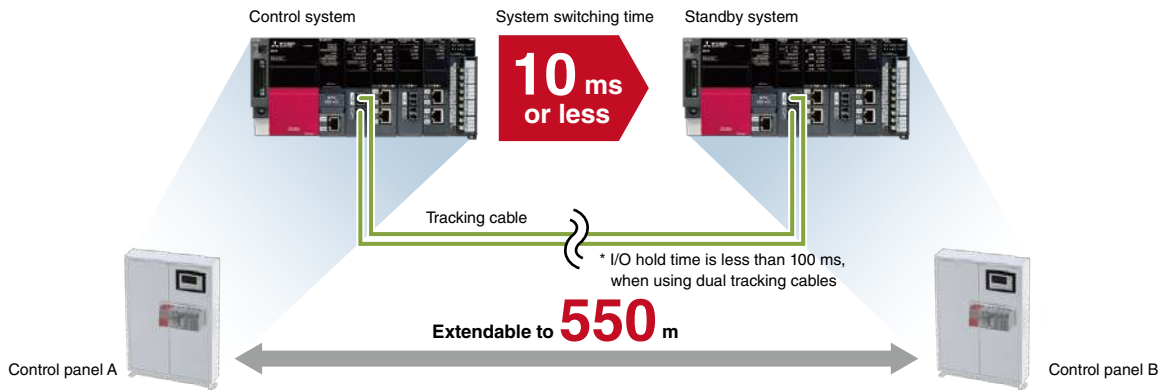 Control system
System switching time
Standby system
10 ms
or less
Tracking cable
* I/O hold time is less than 100 ms,
when using dual tracking cables
Extendable to 550 m
Control panel A
Control panel B